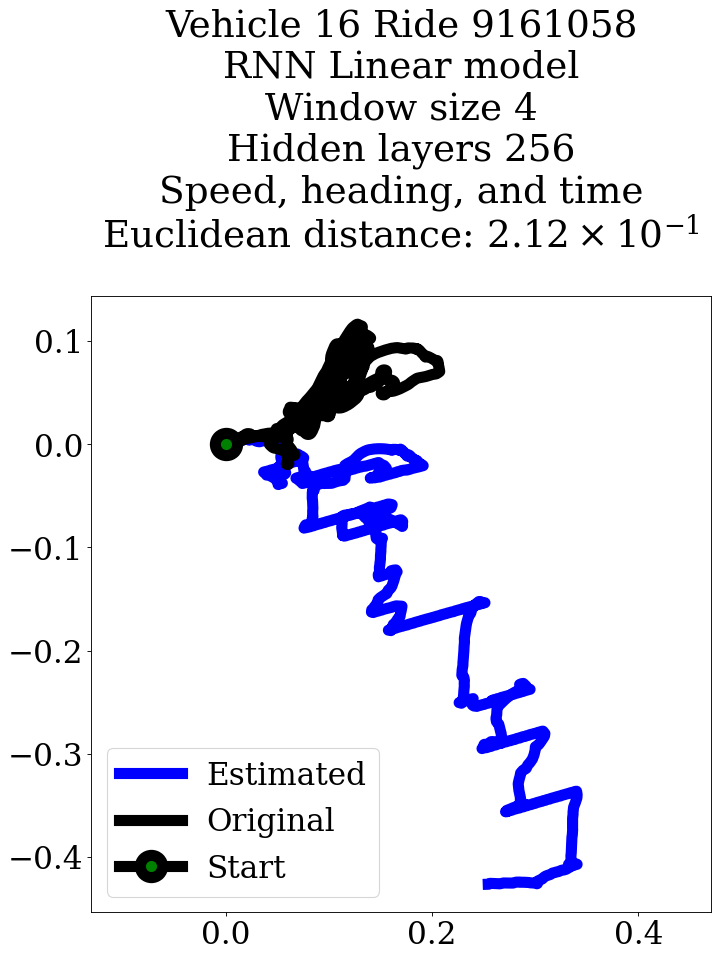 Vehicle 16 Ride 9161058
RNN Linear model
Window size 4
Hidden layers 256
Speed, heading, and time
Euclidean distance: 2.12 × 10⁻¹
0.1
0.0
−0.1
−0.2
−0.3
−0.4
Estimated
Original
Start
0.0 0.2 0.4